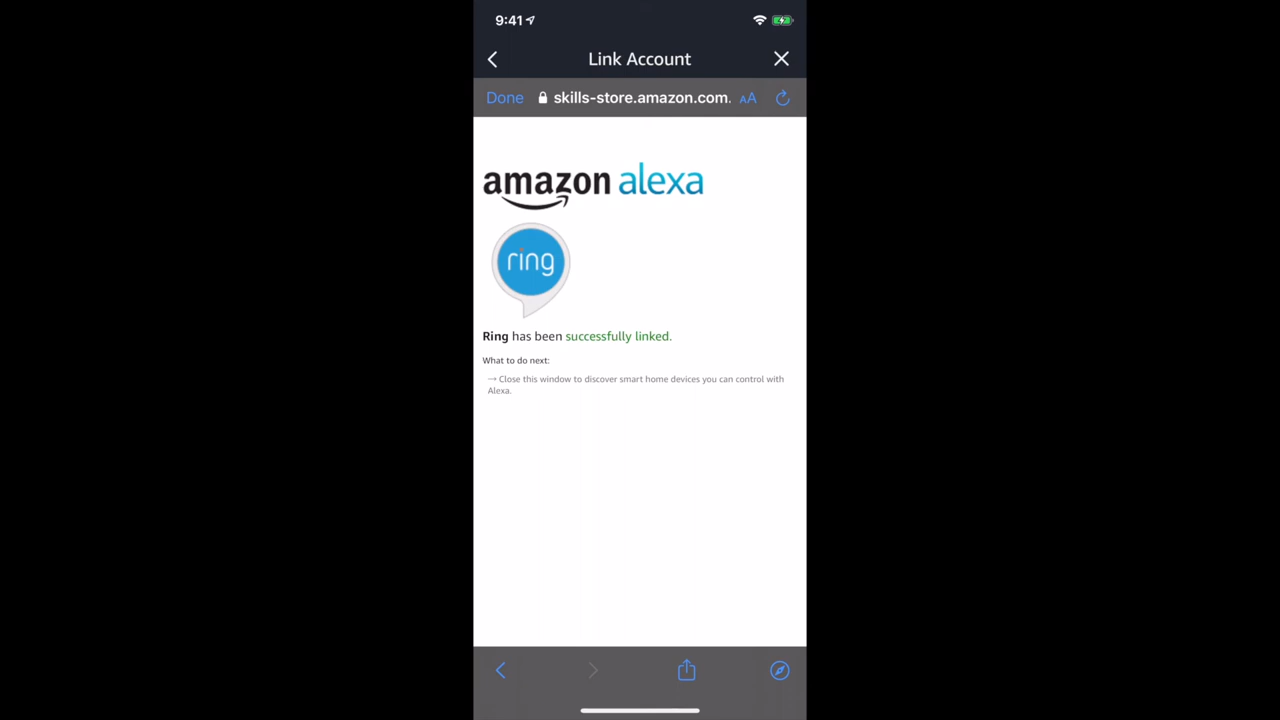 9:41
Link Account
Done skills-store.amazon.com. AA
amazon alexa
ring
Ring has been successfully linked.
What to do next:
→ Close this window to discover smart home devices you can control with
Alexa.